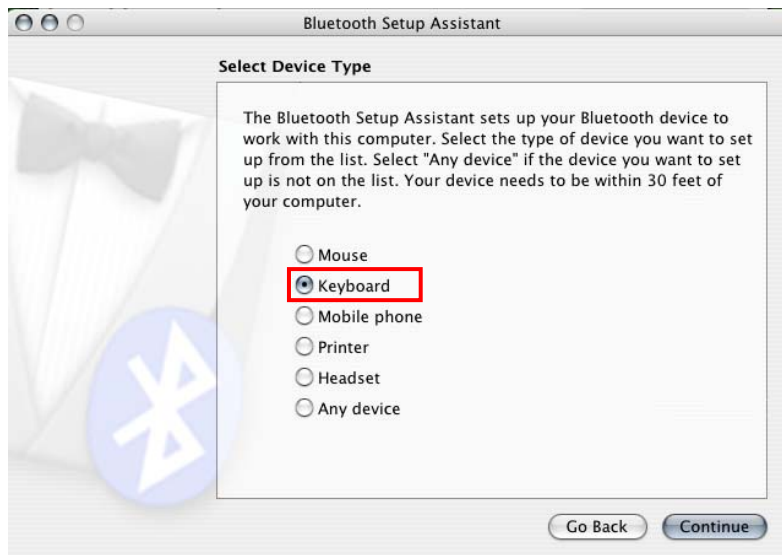 Bluetooth Setup Assistant
Select Device Type
The Bluetooth Setup Assistant sets up your Bluetooth device to
work with this computer. Select the type of device you want to set
up from the list. Select "Any device" if the device you want to set
up is not on the list. Your device needs to be within 30 feet of
your computer.
Mouse
Keyboard
Mobile phone
Printer
Headset
Any device
Go Back
Continue